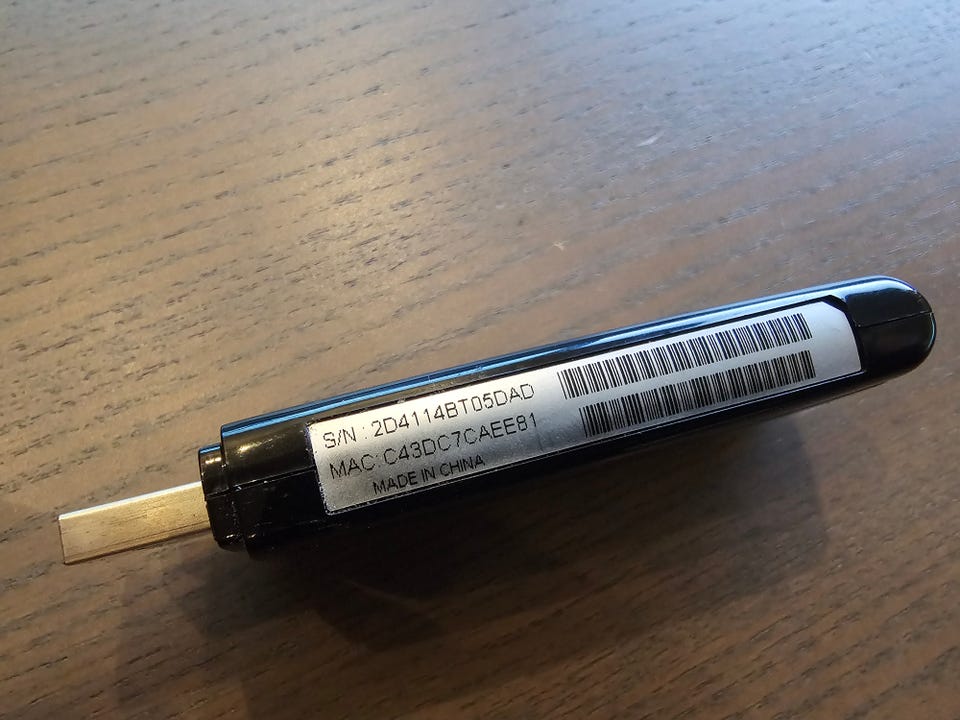 S/N : 2D4114BT05DAD
MAC: C43DC7CAEE81
MADE IN CHINA